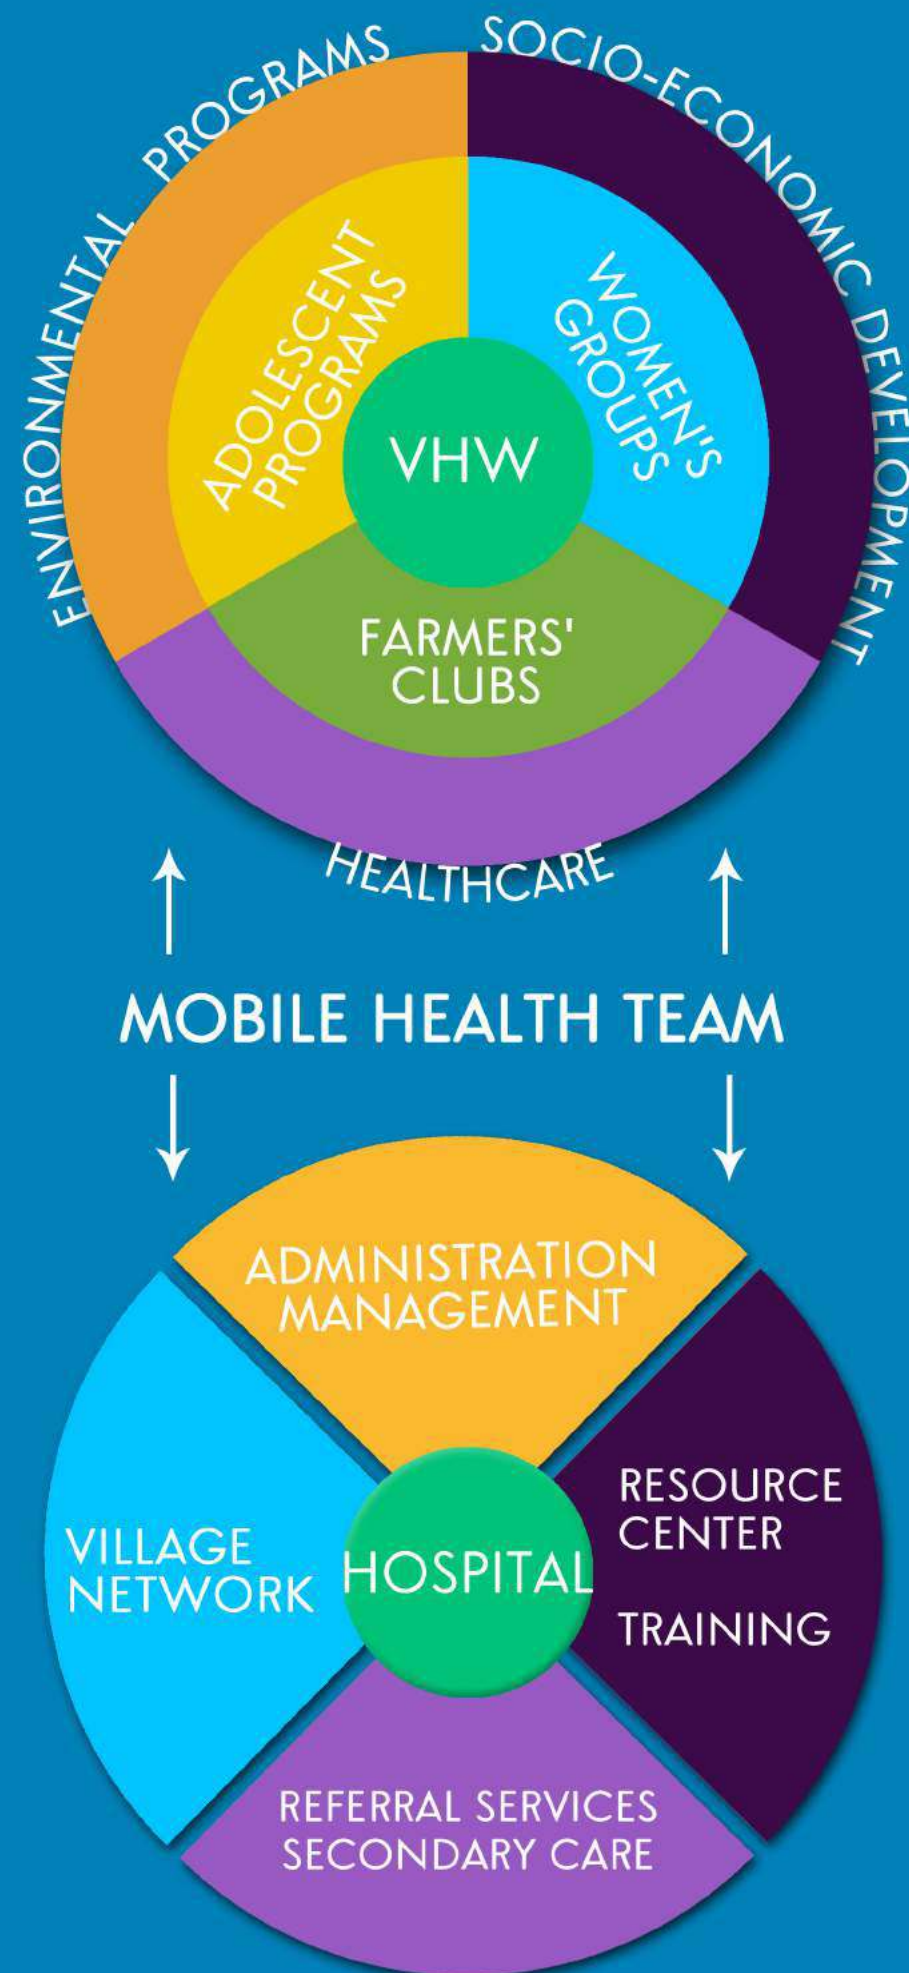 ENVIRONMENTAL PROGRAMS
SOCIO-ECONOMIC DEVELOPMENT
ADOLESCENT
PROGRAMS
WOMEN'S
GROUPS
VHW
FARMERS'
CLUBS
HEALTHCARE
MOBILE HEALTH TEAM
ADMINISTRATION
MANAGEMENT
VILLAGE
NETWORK
HOSPITAL
RESOURCE
CENTER
TRAINING
REFERRAL SERVICES
SECONDARY CARE